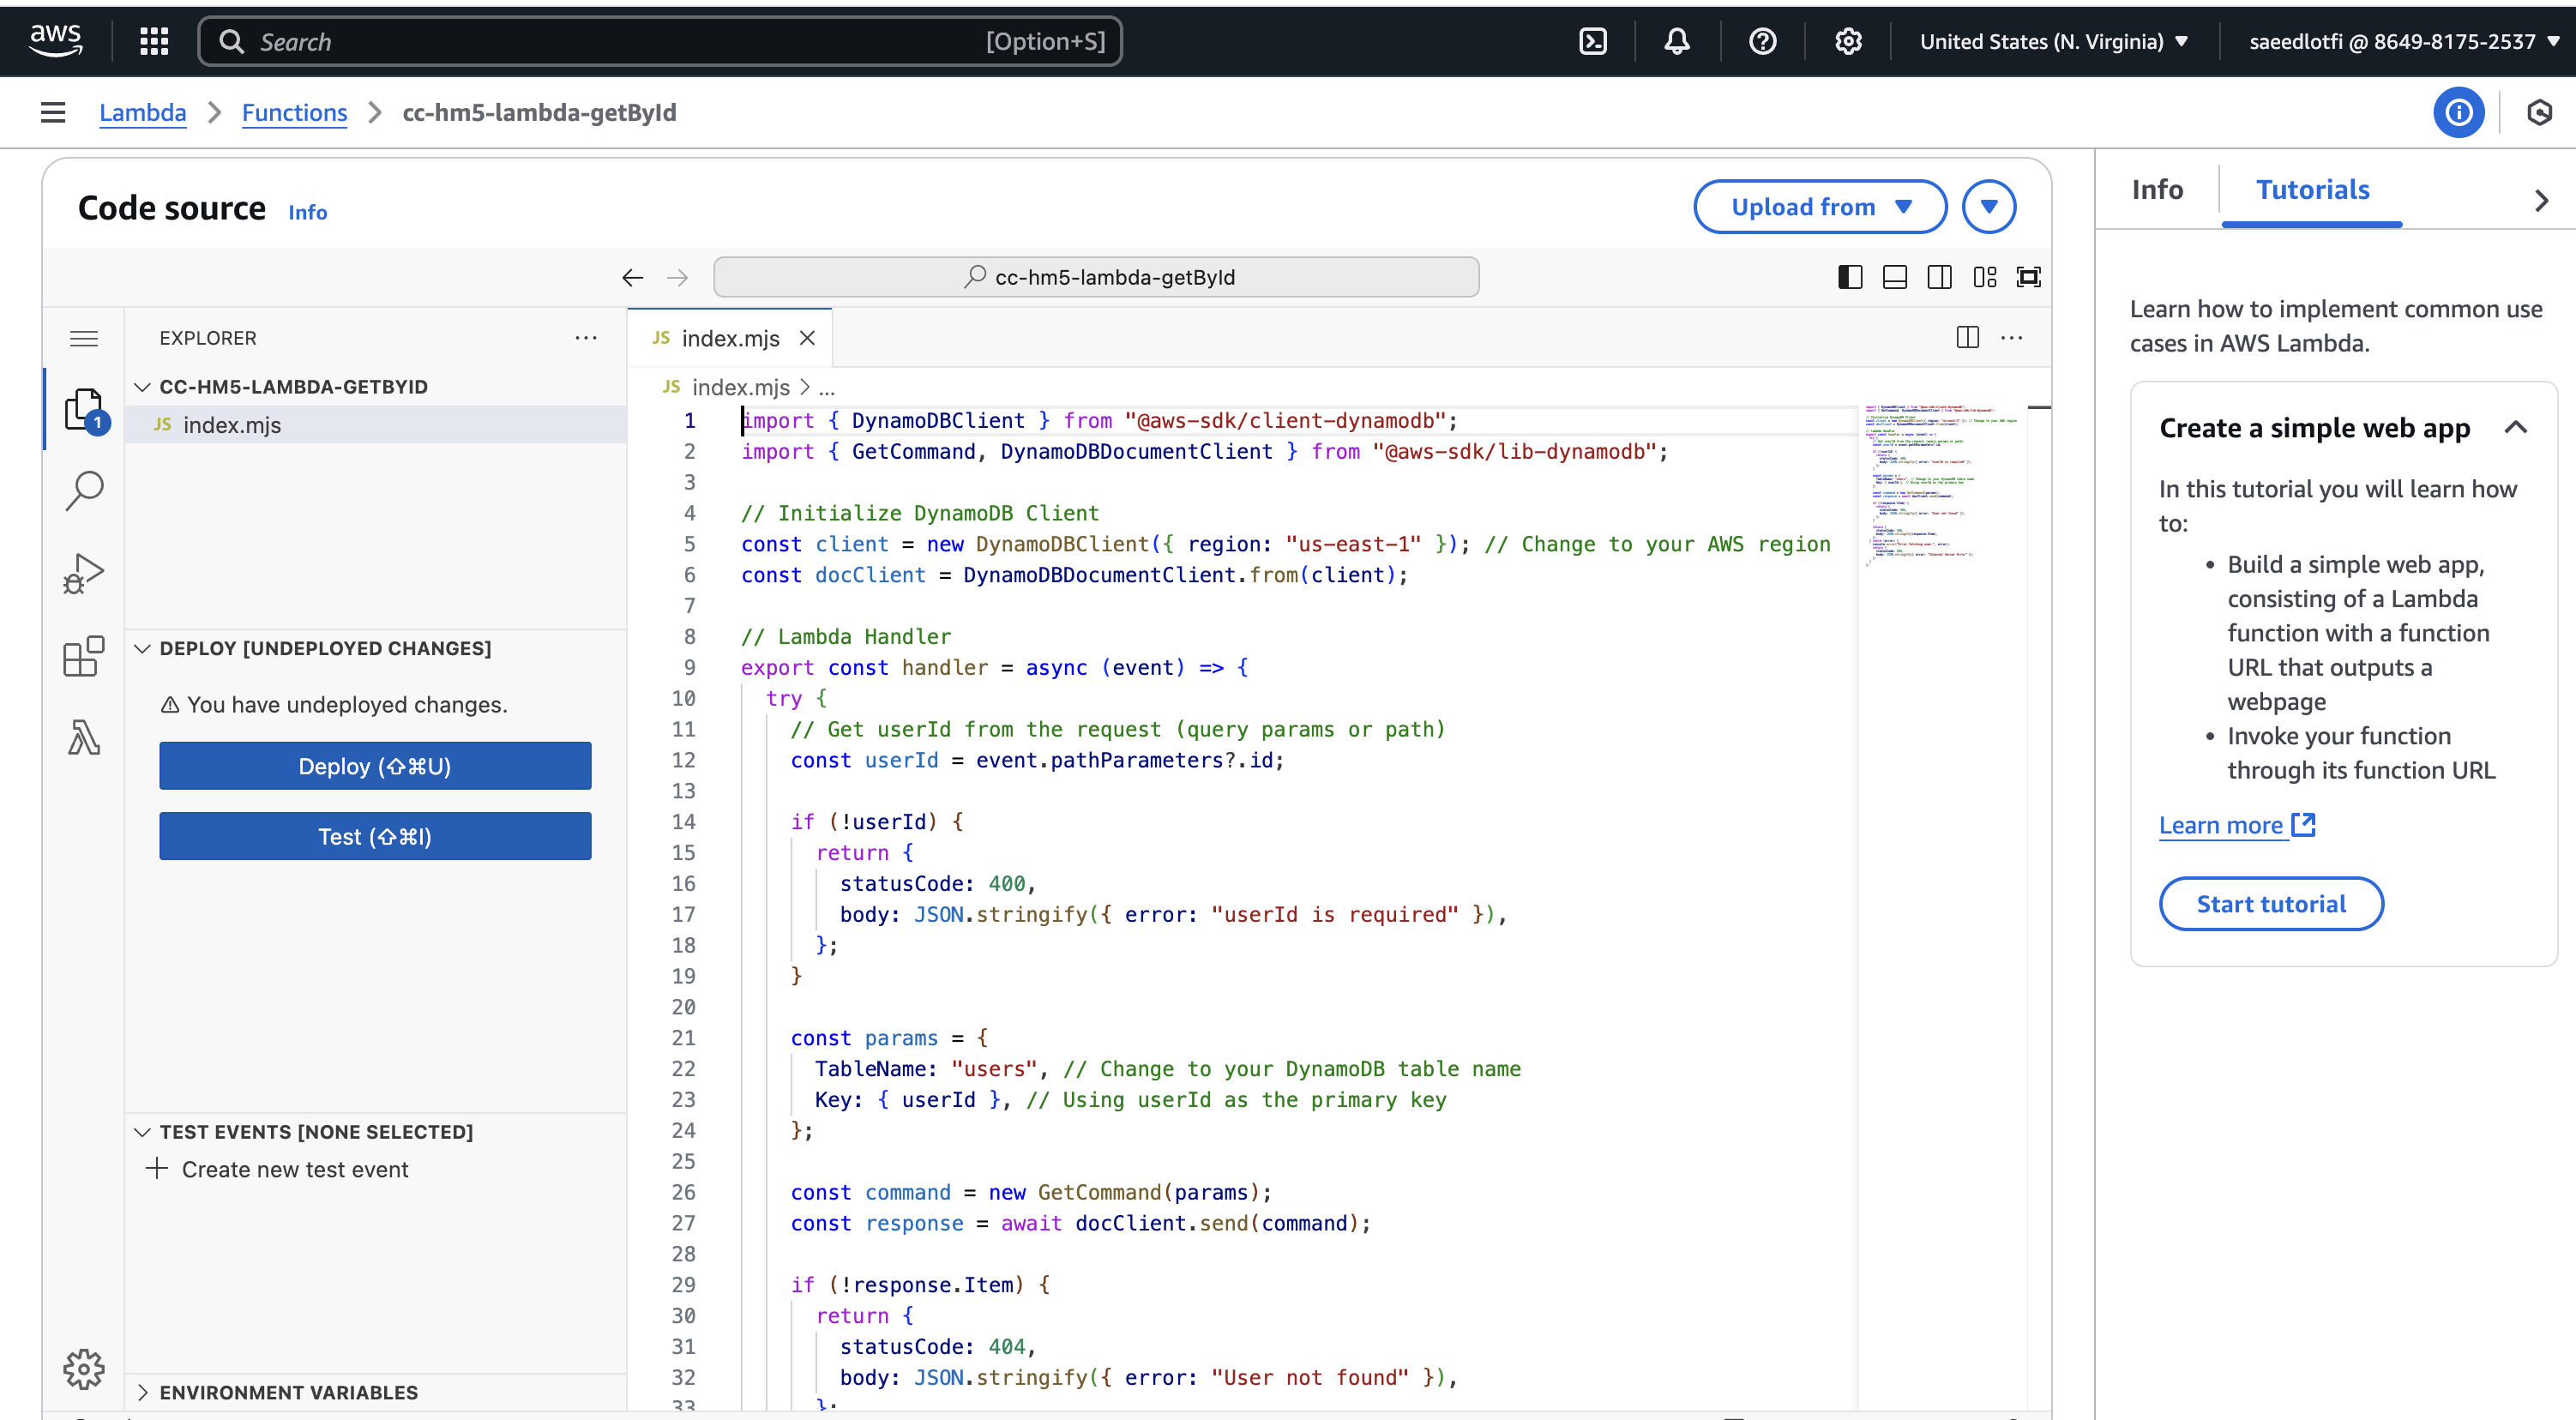 aws
Search [Option+S]
United States (N. Virginia)
saeedlotfi @ 8649-8175-2537
Lambda
Functions
cc-hm5-lambda-getById
Code source Info
Upload from
cc-hm5-lambda-getById
EXPLORER
CC-HM5-LAMBDA-GETBYID
JS index.mjs
1
DEPLOY [UNDEPLOYED CHANGES]
You have undeployed changes.
Deploy (⇧⌘U)
Test (⇧⌘I)
TEST EVENTS [NONE SELECTED]
Create new test event
ENVIRONMENT VARIABLES
JS index.mjs
JS index.mjs > ...
1 import { DynamoDBClient } from "@aws-sdk/client-dynamodb";
2 import { GetCommand, DynamoDBDocumentClient } from "@aws-sdk/lib-dynamodb";
3
4 // Initialize DynamoDB Client
5 const client = new DynamoDBClient({ region: "us-east-1" }); // Change to your AWS region
6 const docClient = DynamoDBDocumentClient.from(client);
7
8 // Lambda Handler
9 export const handler = async (event) => {
10 try {
11 // Get userId from the request (query params or path)
12 const userId = event.pathParameters?.id;
13
14 if (!userId) {
15 return {
16 statusCode: 400,
17 body: JSON.stringify({ error: "userId is required" }),
18 };
19 }
20
21 const params = {
22 TableName: "users", // Change to your DynamoDB table name
23 Key: { userId }, // Using userId as the primary key
24 };
25
26 const command = new GetCommand(params);
27 const response = await docClient.send(command);
28
29 if (!response.Item) {
30 return {
31 statusCode: 404,
32 body: JSON.stringify({ error: "User not found" }),
33 };
Info
Tutorials
Learn how to implement common use
cases in AWS Lambda.
Create a simple web app
In this tutorial you will learn how
to:
• Build a simple web app,
consisting of a Lambda
function with a function
URL that outputs a
webpage
• Invoke your function
through its function URL
Learn more
Start tutorial